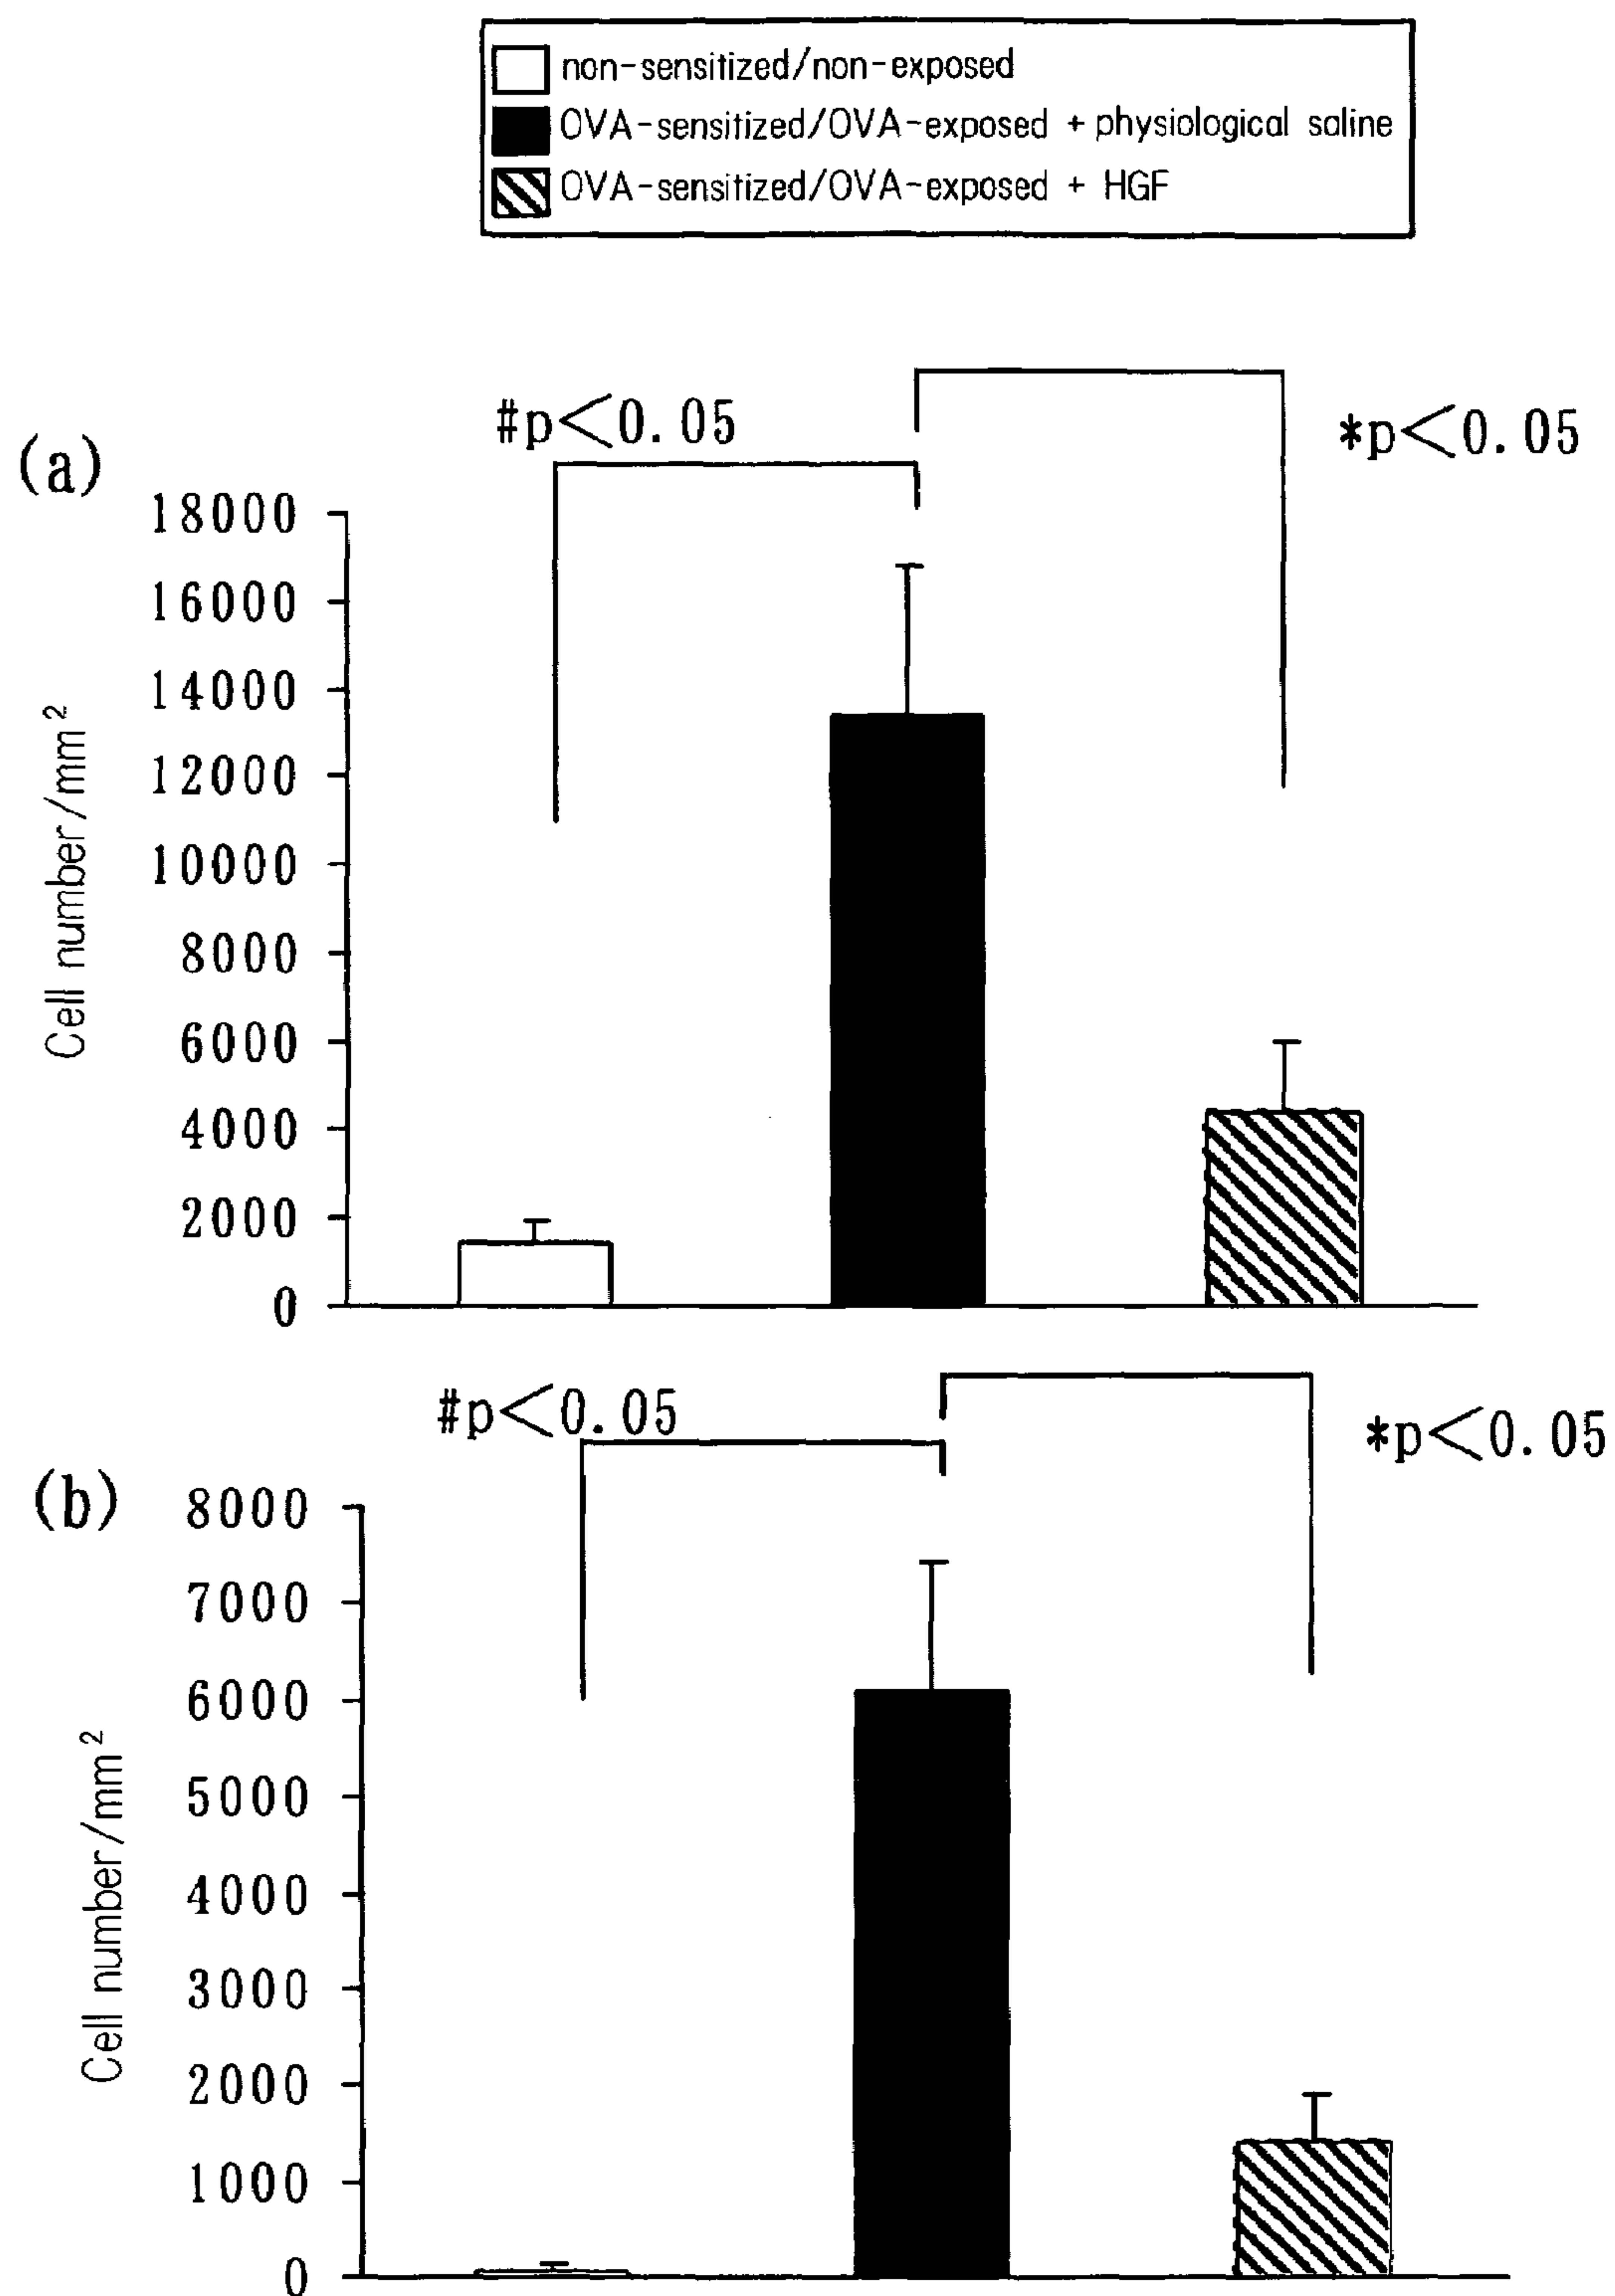 non-sensitized/non-exposed
OVA-sensitized/OVA-exposed + physiological saline
OVA-sensitized/OVA-exposed + HGF
(a)
#p<0.05
*p<0.05
18000
16000
14000
12000
10000
8000
6000
4000
2000
0
Cell number/mm²
(b)
#p<0.05
*p<0.05
8000
7000
6000
5000
4000
3000
2000
1000
0
Cell number/mm²